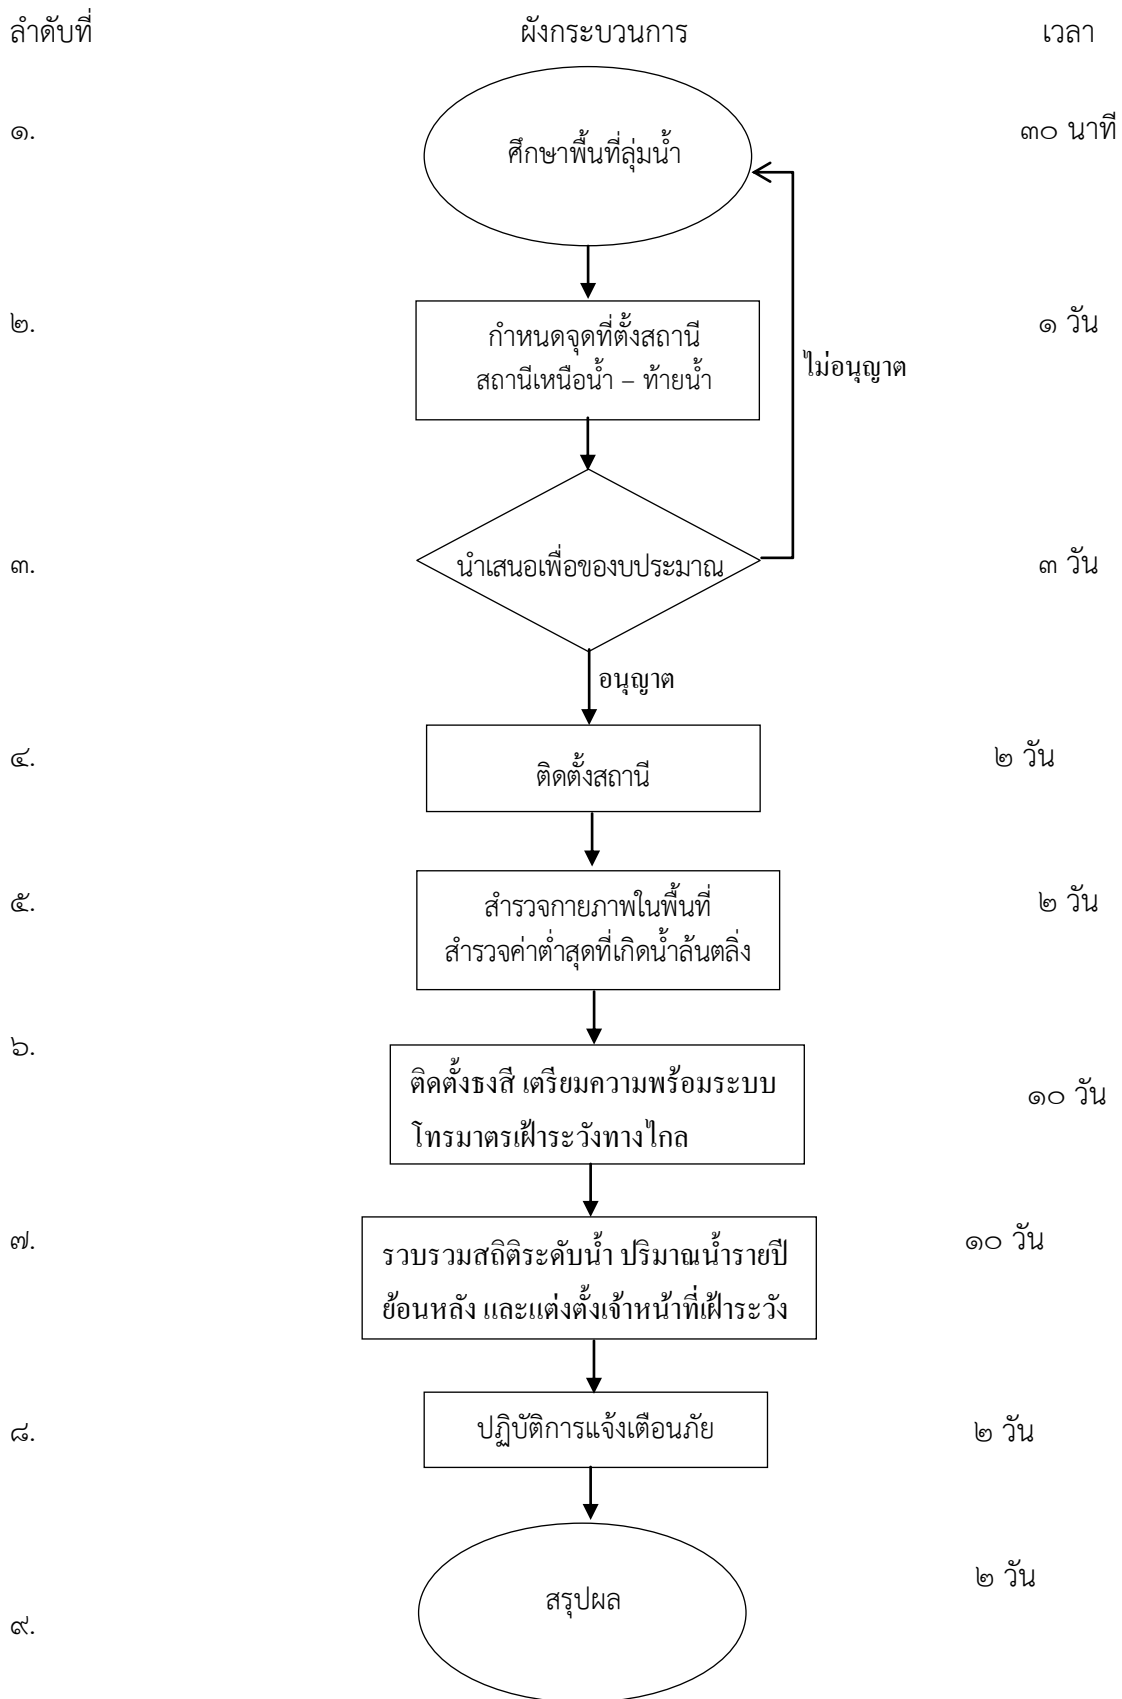 ลำดับที่ ผังกระบวนการ เวลา
๑. ศึกษาพื้นที่ลุ่มน้ำ ๓๐ นาที
๒. กำหนดจุดที่ตั้งสถานี ๑ วัน
สถานีเหนือน้ำ – ท้ายน้ำ
ไม่อนุญาต
๓. นำเสนอเพื่อของบประมาณ ๓ วัน
อนุญาต
๔. ติดตั้งสถานี ๒ วัน
๕. สำรวจกายภาพในพื้นที่ ๒ วัน
สำรวจค่าต่ำสุดที่เกิดน้ำล้นตลิ่ง
๖.
ติดตั้งธงสี เตรียมความพร้อมระบบ ๑๐ วัน
โทรมาตรเฝ้าระวังทางไกล
๗. รวบรวมสถิติระดับน้ำ ปริมาณน้ำรายปี ๑๐ วัน
ย้อนหลัง และแต่งตั้งเจ้าหน้าที่เฝ้าระวัง
๘. ปฏิบัติการแจ้งเตือนภัย ๒ วัน
๒ วัน
สรุปผล
๙.